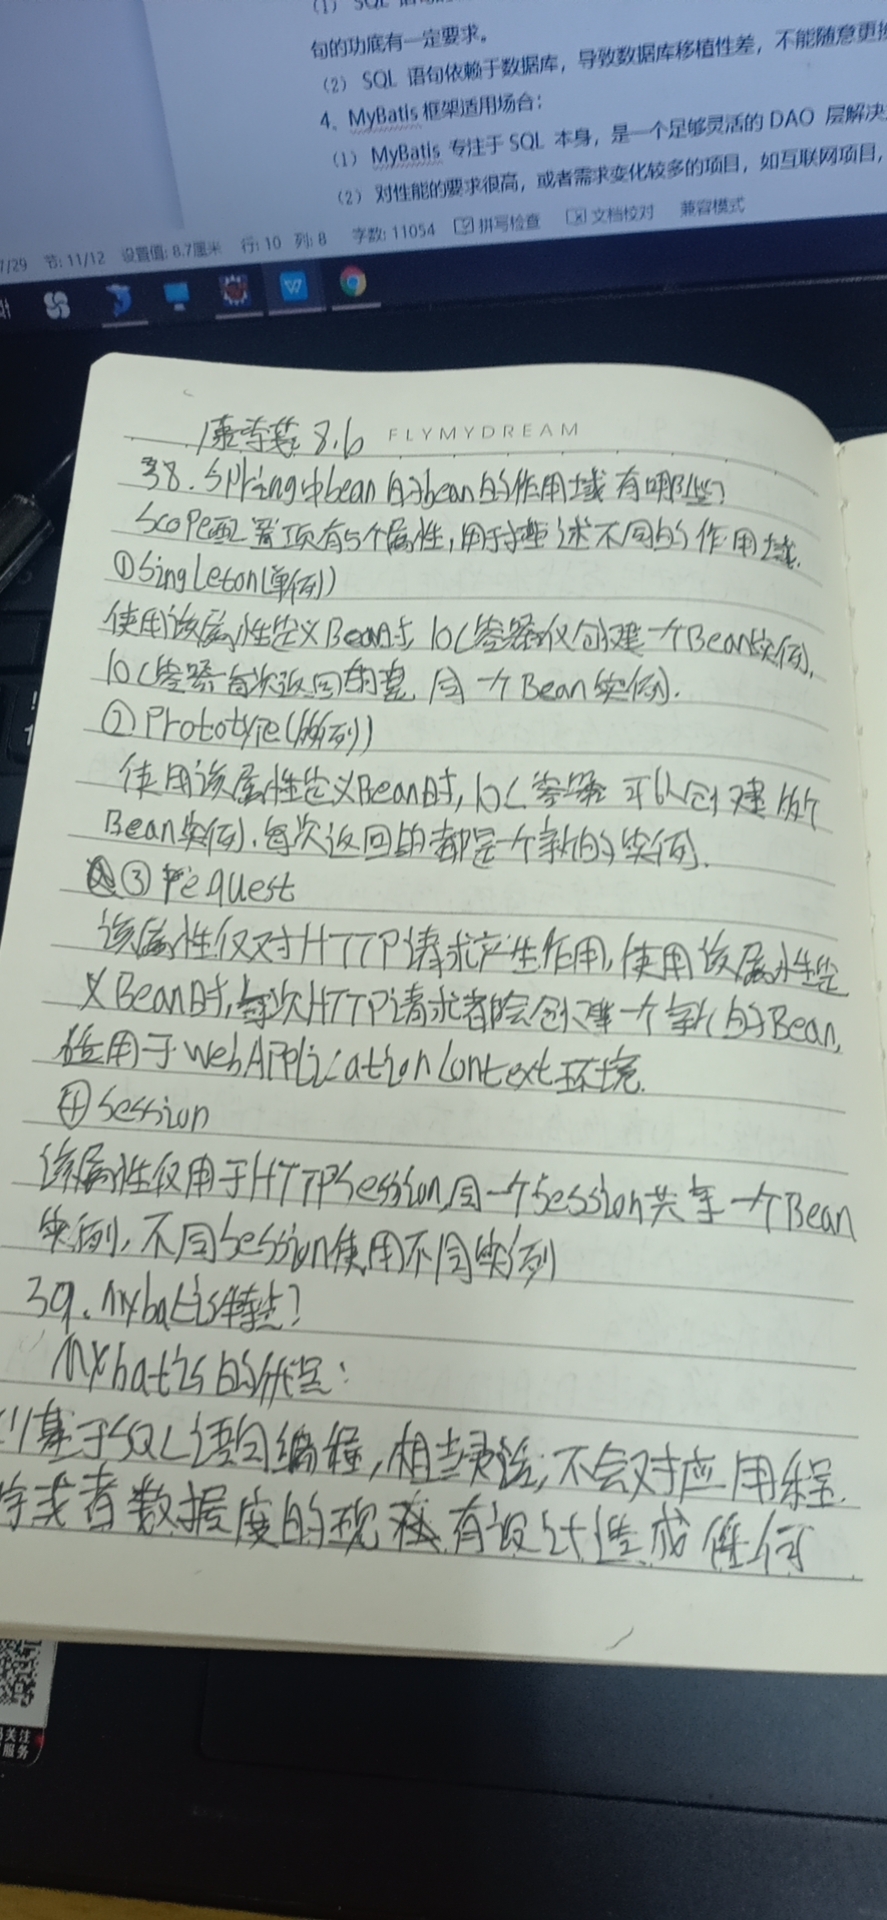 （1） SQL 语句的
句的功底有一定要求。
（2） SQL 语句依赖于数据库，导致数据库移植性差，不能随意更换
4、MyBatis 框架适用场合：
（1） MyBatis 专注于 SQL 本身，是一个足够灵活的 DAO 层解决
（2） 对性能的要求很高，或者需求变化较多的项目，如互联网项目，
7/29 节: 11/12 设置值: 8.7厘米 行: 10 列: 8 字数: 11054 拼写检查 文档校对 兼容模式
8.6 FLYMYDREAM
38. Spring中bean的bean的作用域有哪些?
Scope配置项有5个属性,用于描述不同的作用域.
①Singleton(单例)
使用该属性定义Bean时, IOC容器仅创建一个Bean实例,
IOC容器每次返回的是 同一个Bean实例.
②Prototype(多例)
使用该属性定义Bean时, IOC容器可以创建多个
Bean实例.每次返回的都是一个新的实例.
③ request
该属性仅对HTTP请求产生作用,使用该属性定
义Bean时,每次HTTP请求都会创建一个新的Bean,
适用于WebApplicationContext环境.
④Session
该属性仅用于HTTPSession,同一个Session共享一个Bean
实例,不同Session使用不同实例
39. Mybatis特点?
Mybatis的优点:
(1)基于SQL语句编程,相当灵活,不会对应用程
序或者数据库的现有设计造成任何
关注
服务